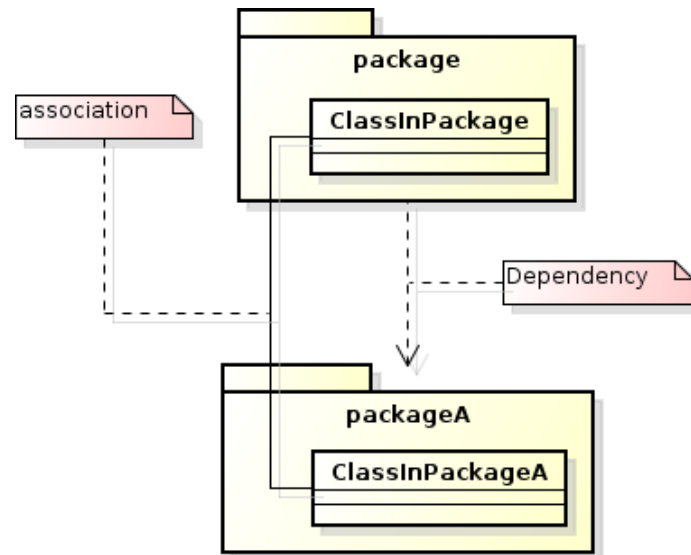 package
association
ClassInPackage
Dependency
packageA
ClassInPackageA